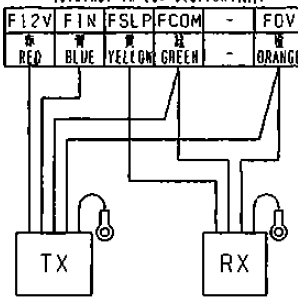 F12V FIN FSLP FCOM - FOV
赤 青 黄 緑 - 橙
RED BLUE YELLOW GREEN - ORANGE
TX RX